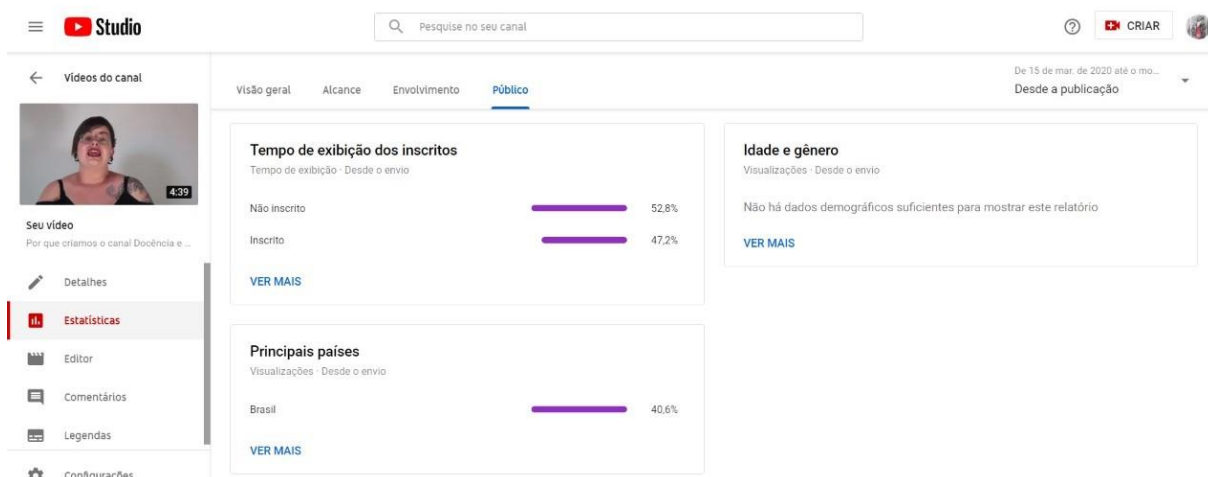 Studio
Pesquise no seu canal
CRIAR
Vídeos do canal
4:39
Seu vídeo
Por que criamos o canal Docência e ...
Detalhes
Estatísticas
Editor
Comentários
Legendas
Configurações
Visão geral Alcance Envolvimento Público
De 15 de mar. de 2020 até o mo...
Desde a publicação
Tempo de exibição dos inscritos
Tempo de exibição · Desde o envio
Não inscrito 52,8%
Inscrito 47,2%
VER MAIS
Idade e gênero
Visualizações · Desde o envio
Não há dados demográficos suficientes para mostrar este relatório
VER MAIS
Principais países
Visualizações · Desde o envio
Brasil 40,6%
VER MAIS